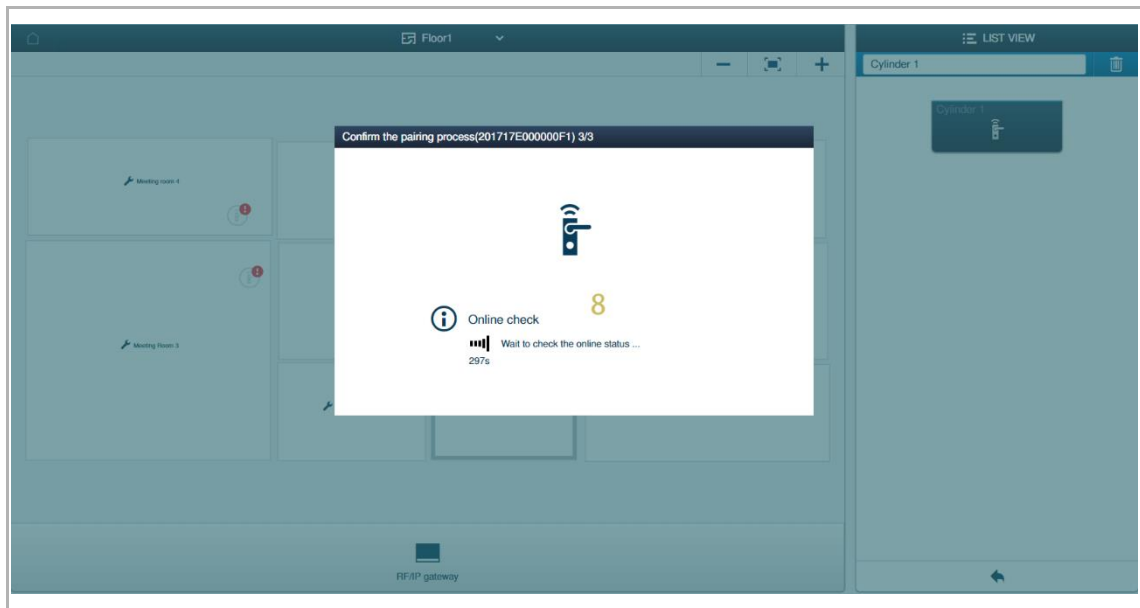 Floor1
LIST VIEW
Cylinder 1
Cylinder 1
Confirm the pairing process(201717E000000F1) 3/3
Meeting room 4
8
Online check
Wait to check the online status ...
297s
Meeting Room 3
RF/IP gateway